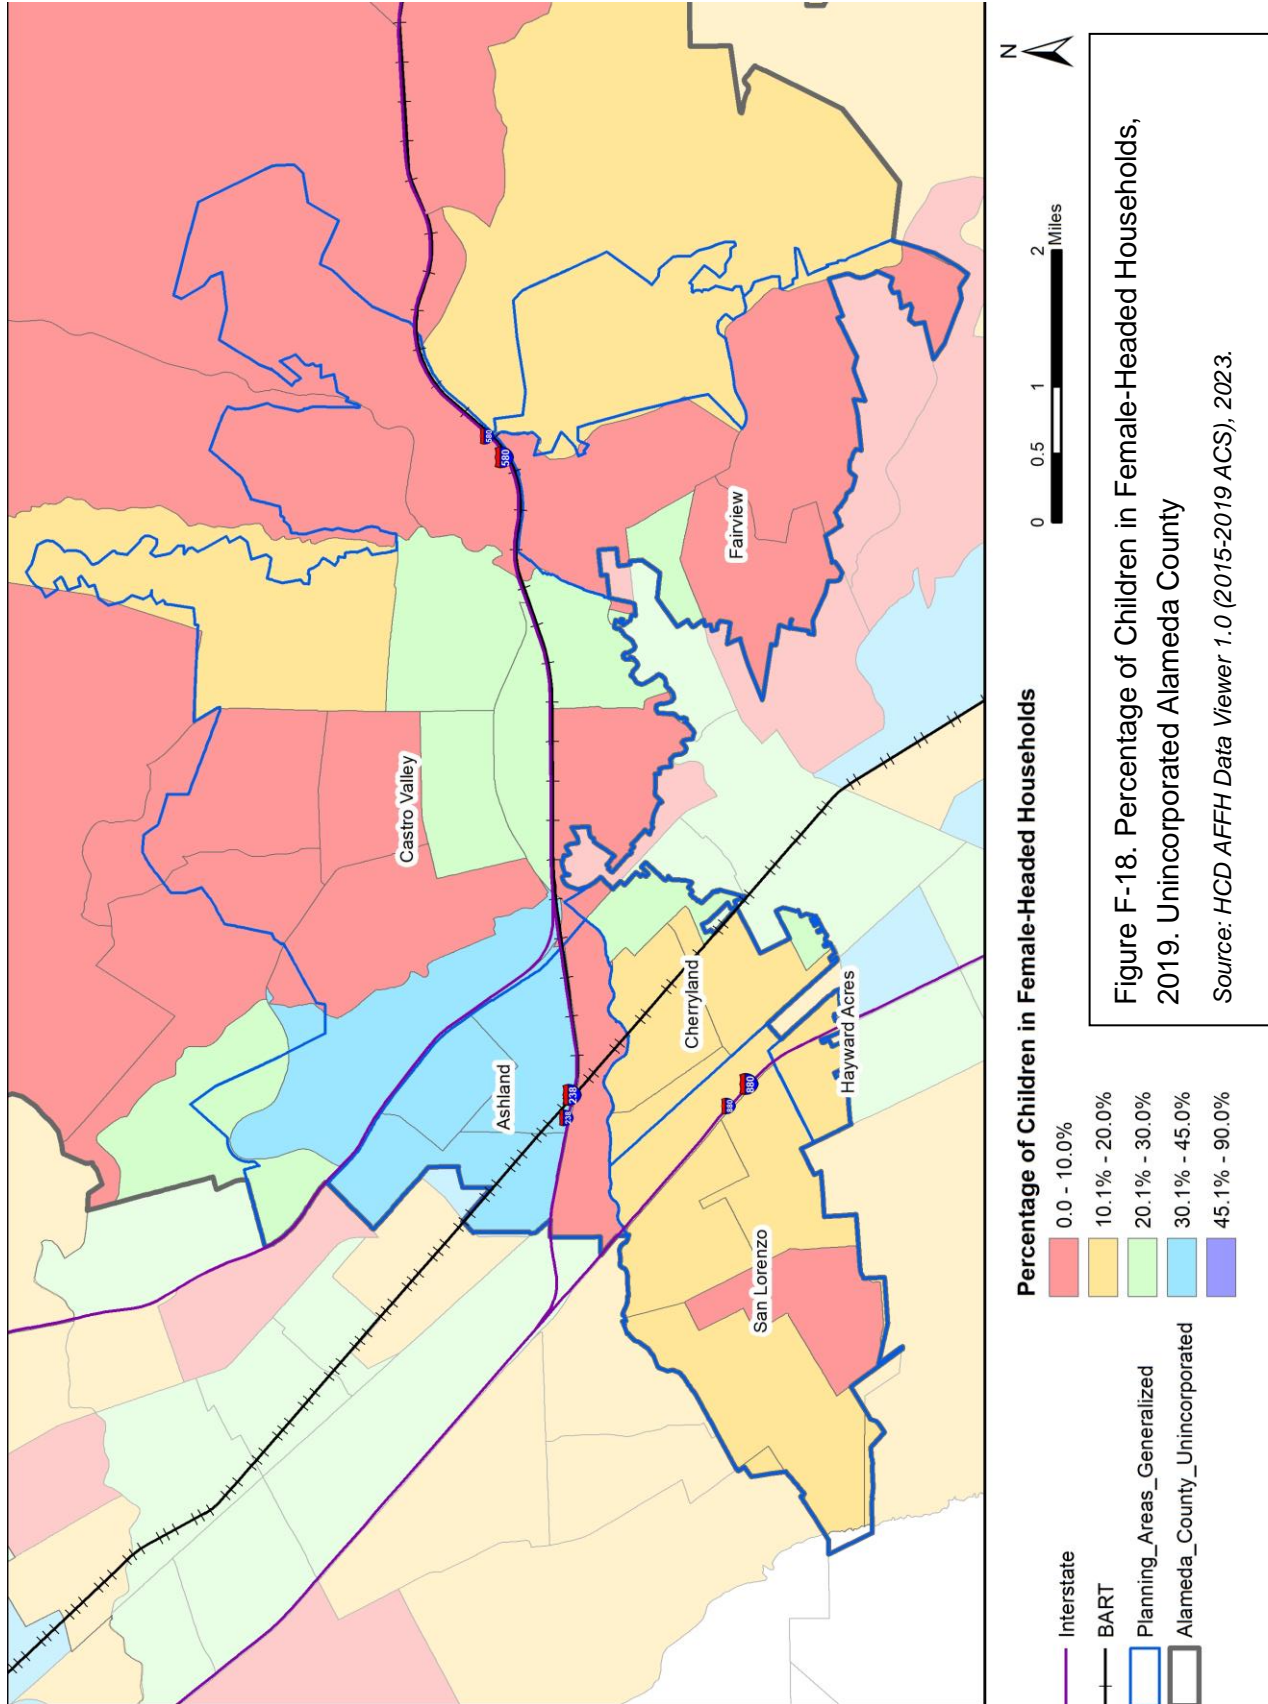 Castro Valley
Ashland
Cherryland
Fairview
San Lorenzo
Hayward Acres
580
580
238
238
880
880
N
0 0.5 1 2
Miles
Percentage of Children in Female-Headed Households
Interstate
BART
Planning_Areas_Generalized
Alameda_County_Unincorporated
0.0 - 10.0%
10.1% - 20.0%
20.1% - 30.0%
30.1% - 45.0%
45.1% - 90.0%
Figure F-18. Percentage of Children in Female-Headed Households,
2019. Unincorporated Alameda County
Source: HCD AFFH Data Viewer 1.0 (2015-2019 ACS), 2023.